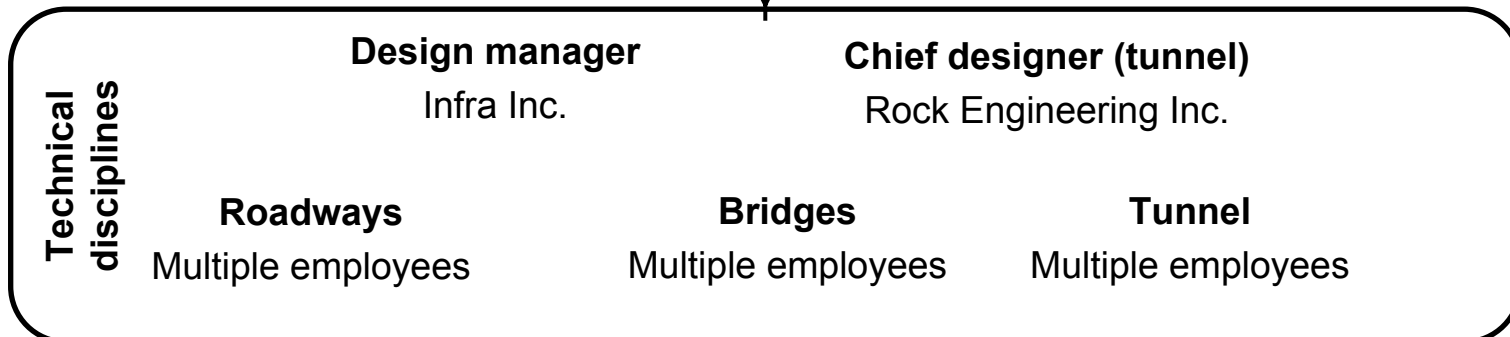 Technical
disciplines
Design manager
Infra Inc.
Chief designer (tunnel)
Rock Engineering Inc.
Roadways
Multiple employees
Bridges
Multiple employees
Tunnel
Multiple employees